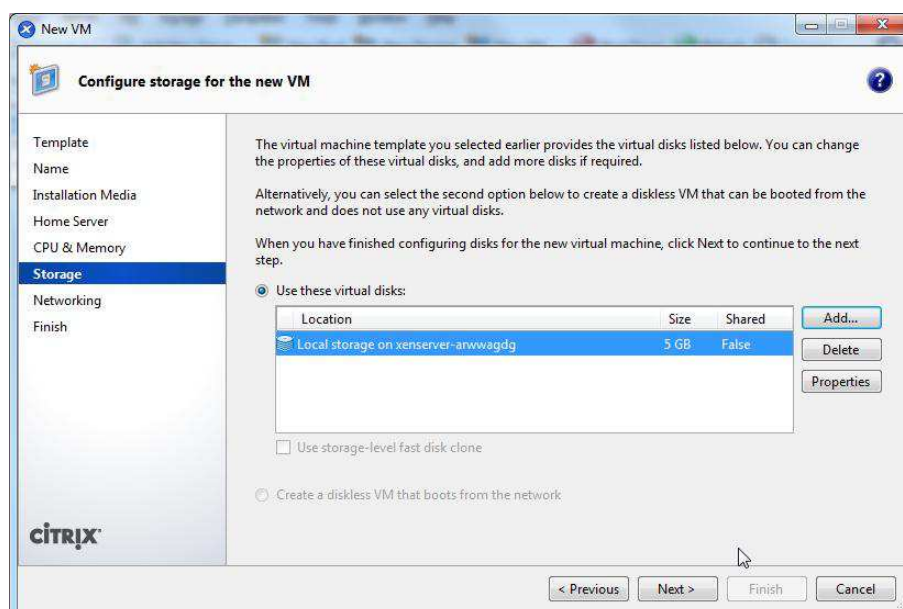 New VM
Configure storage for the new VM
Template
Name
Installation Media
Home Server
CPU & Memory
Storage
Networking
Finish
CİTRIX
The virtual machine template you selected earlier provides the virtual disks listed below. You can change
the properties of these virtual disks, and add more disks if required.
Alternatively, you can select the second option below to create a diskless VM that can be booted from the
network and does not use any virtual disks.
When you have finished configuring disks for the new virtual machine, click Next to continue to the next
step.
Use these virtual disks:
Location Size Shared
Local storage on xenserver-arwwagdg 5 GB False
Add...
Delete
Properties
Use storage-level fast disk clone
Create a diskless VM that boots from the network
< Previous Next > Finish Cancel